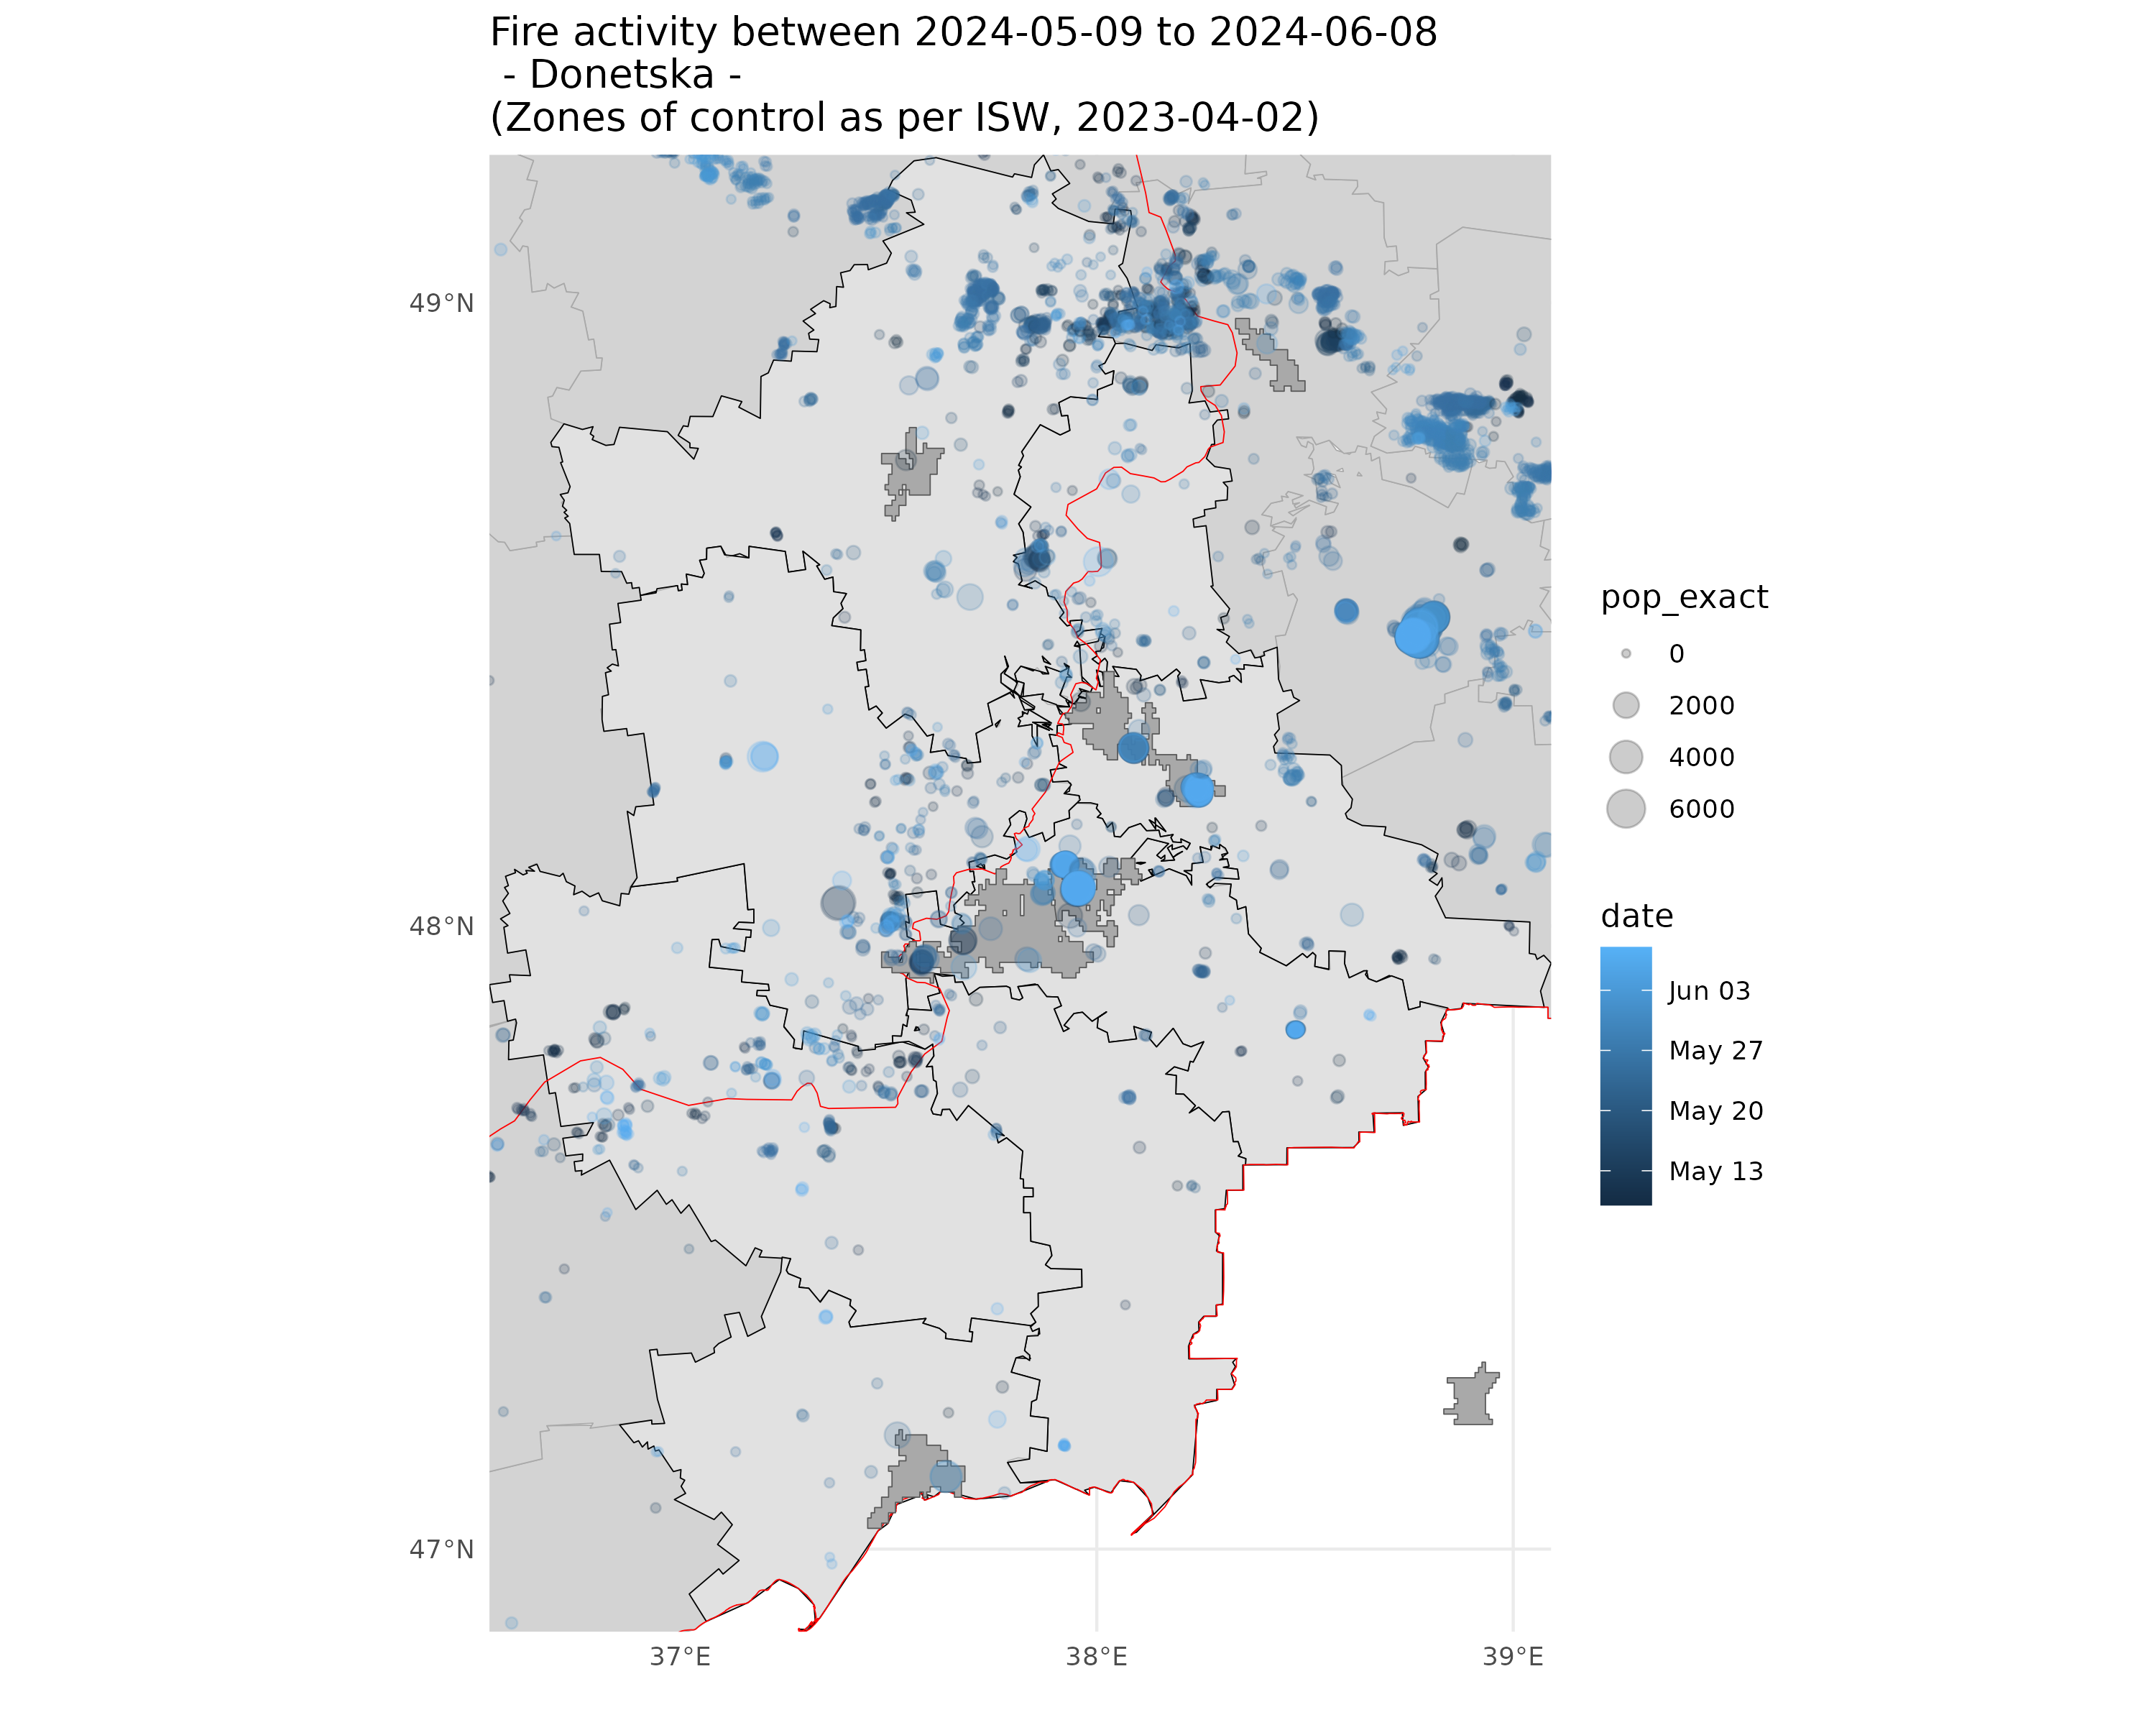 Fire activity between 2024-05-09 to 2024-06-08
- Donetska -
(Zones of control as per ISW, 2023-04-02)
49°N
48°N
47°N
37°E
38°E
39°E
pop_exact
0
2000
4000
6000
date
Jun 03
May 27
May 20
May 13